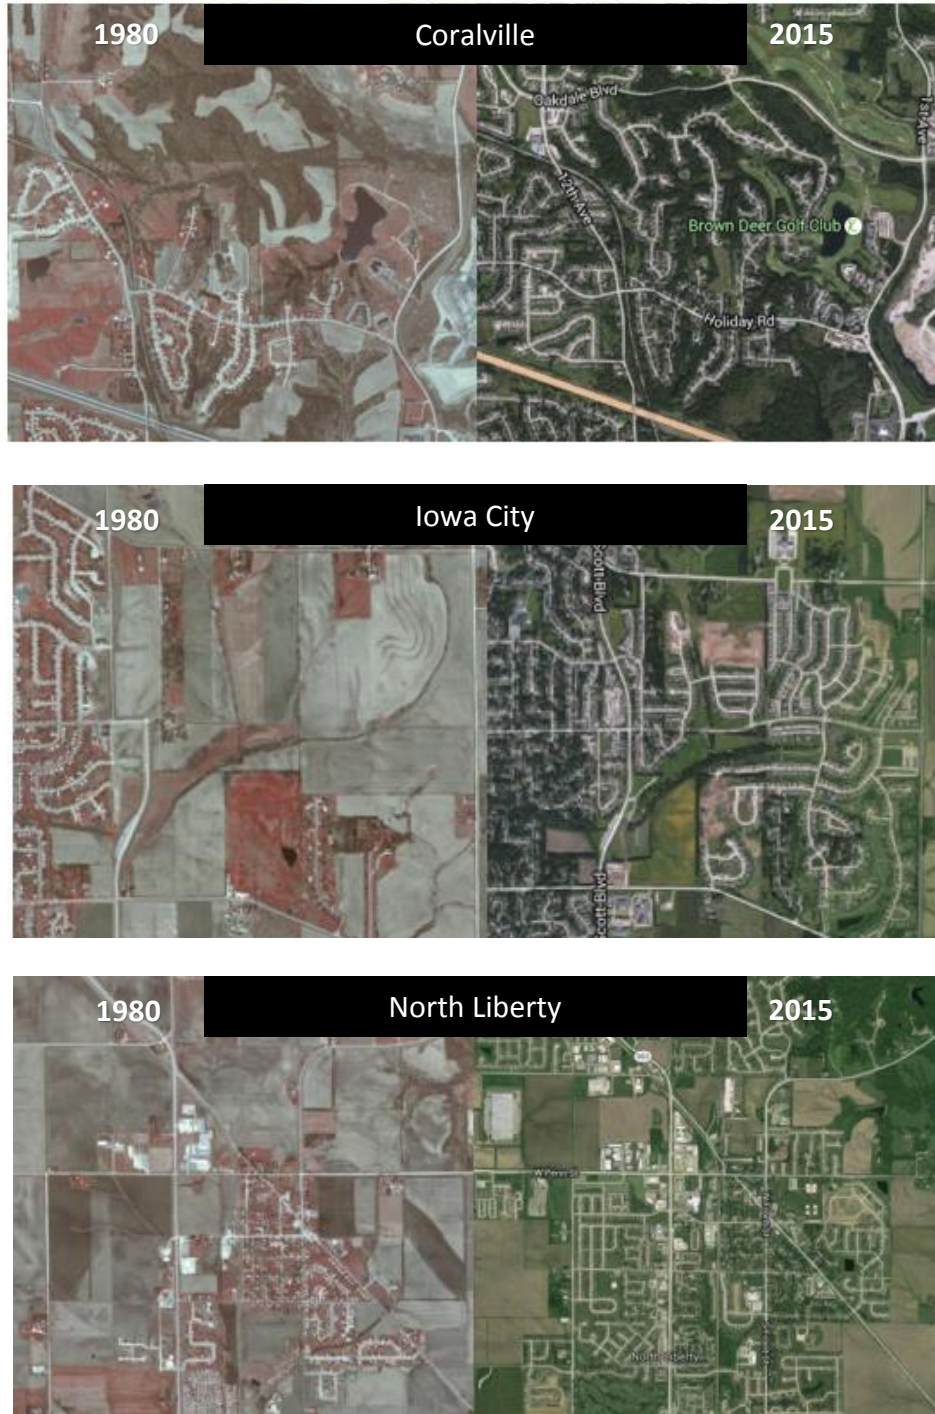 1980
Coralville
2015
Oakdale Blvd
1st Ave
12th Ave
Brown Deer Golf Club
Holiday Rd
1980
Iowa City
2015
Scott Blvd
Scott Blvd
1980
North Liberty
2015
W Penn St
North Liberty